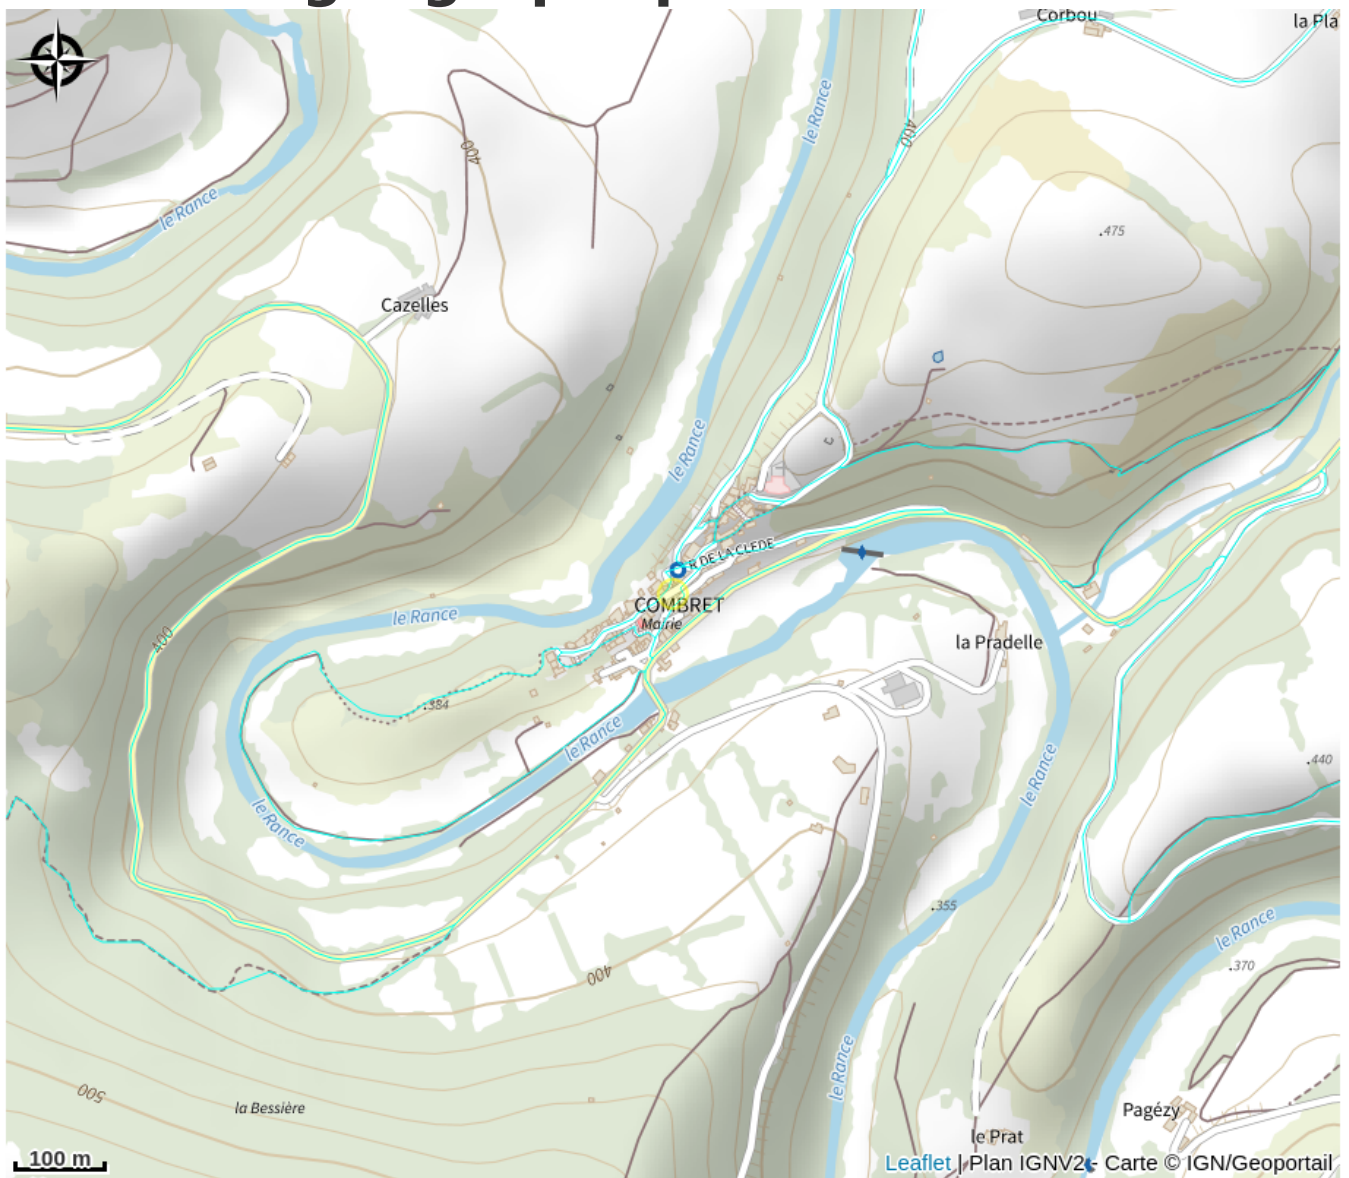 Corbou
la Pla
le Rance
400
400
le Rance
.475
Cazelles
le Rance
R DE LA CLEDE
COMBRET
Mairie
le Rance
400
la Pradelle
.384
le Rance
le Rance
.440
le Rance
.355
le Rance
.370
400
le Rance
500
la Bessière
Pagézy
le Prat
100 m
Leaflet | Plan IGNV2 - Carte © IGN/Geoportail